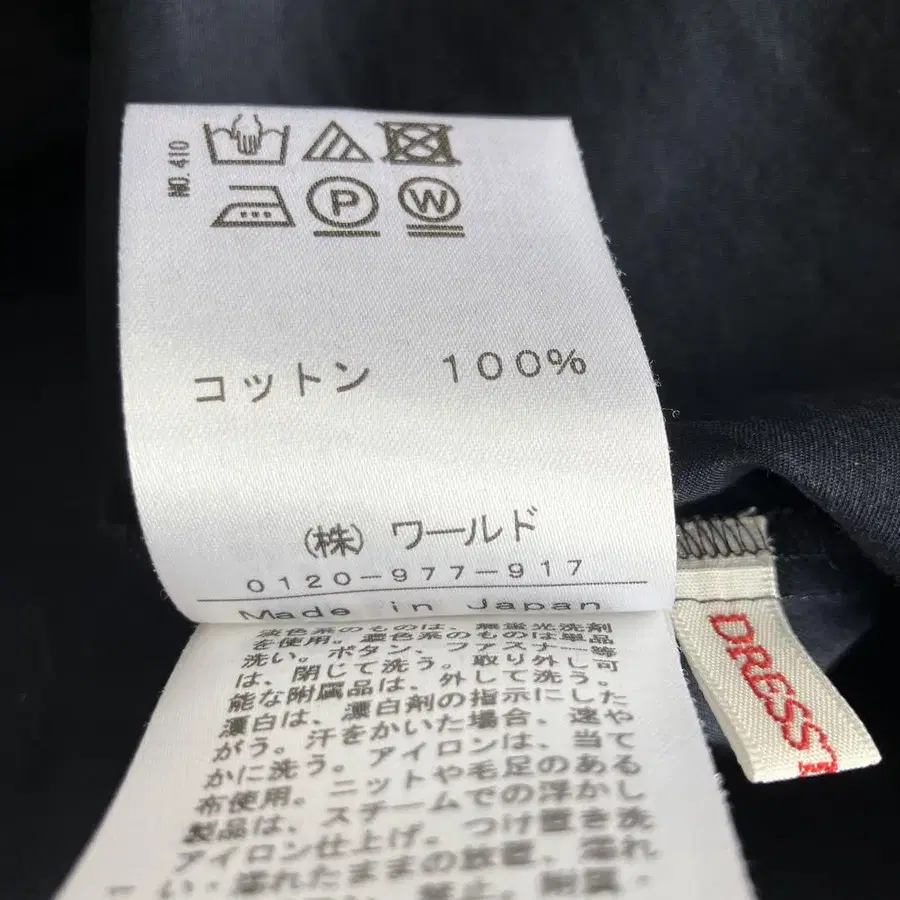 NO.410
P
W
コットン 100%
(株) ワールド
0120-977-917
Made in Japan
淡色系のものは、無蛍光洗剤
を使用。濃色系のものは単品
洗い。ボタン、ファスナー等
は、閉じて洗う。取り外し可
能な附属品は、外して洗う。
漂白は、漂白剤の指示にした
がう。汗をかいた場合、速や
かに洗う。アイロンは、当て
布使用。ニットや毛足のある
製品は、スチームでの浮かし
アイロン仕上げ。つけ置き洗
い・濡れたままの放置、濡れ
禁止。附属・
DRESST